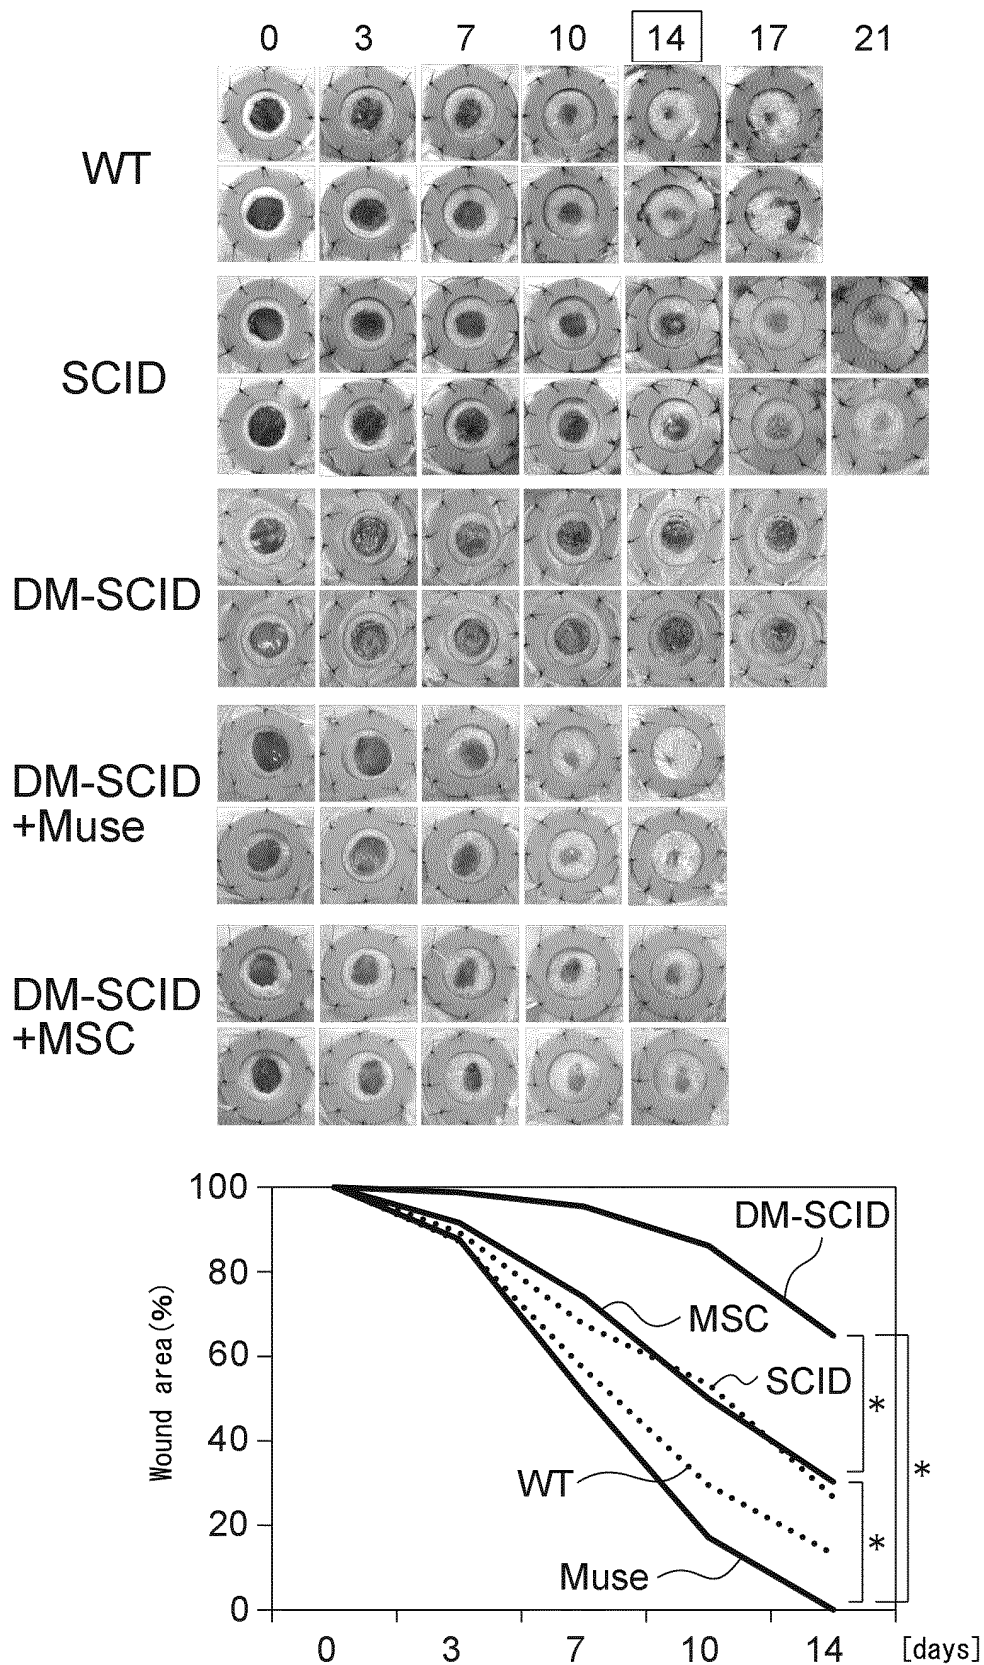 0 3 7 10 14 17 21
WT
SCID
DM-SCID
DM-SCID
+Muse
DM-SCID
+MSC
100
80
60
40
20
0
Wound area(%)
DM-SCID
MSC
SCID
WT
Muse
*
*
*
0 3 7 10 14 [days]